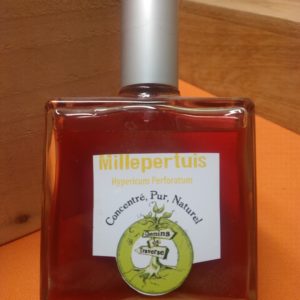 Millepertuis
Hypericum Perforatum
Concentré, Pur, Naturel
Chemins
de
Traverse